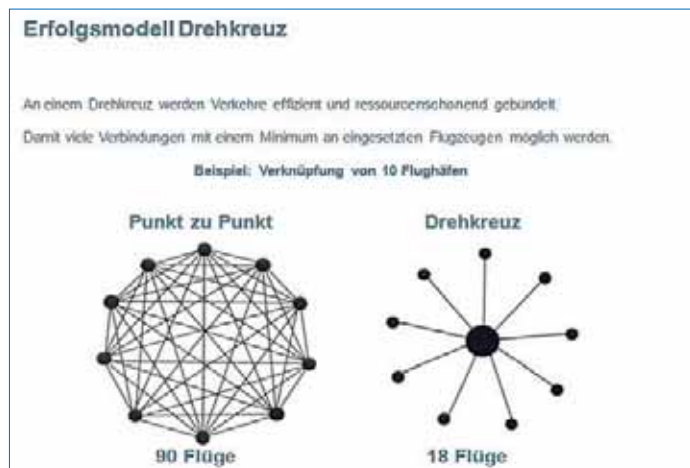 Erfolgsmodell Drehkreuz
An einem Drehkreuz werden Verkehre effizient und ressourcenschonend gebündelt
Damit viele Verbindungen mit einem Minimum an eingesetzten Flugzeugen möglich werden.
Beispiel: Verknüpfung von 10 Flughäfen
Punkt zu Punkt
Drehkreuz
90 Flüge
18 Flüge